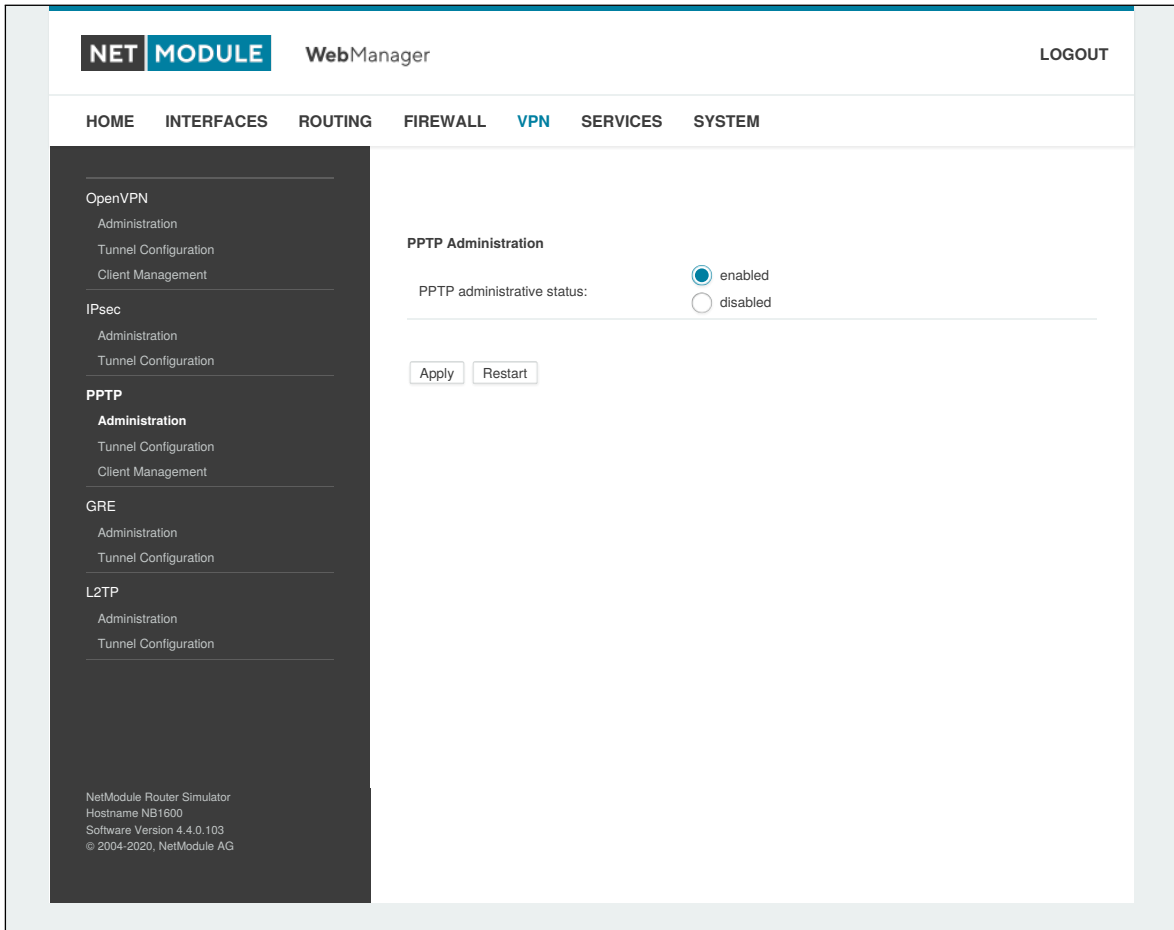 NET MODULE WebManager LOGOUT
HOME INTERFACES ROUTING FIREWALL VPN SERVICES SYSTEM
OpenVPN
Administration
Tunnel Configuration
Client Management
IPsec
Administration
Tunnel Configuration
PPTP
Administration
Tunnel Configuration
Client Management
GRE
Administration
Tunnel Configuration
L2TP
Administration
Tunnel Configuration
NetModule Router Simulator
Hostname NB1600
Software Version 4.4.0.103
© 2004-2020, NetModule AG
PPTP Administration
PPTP administrative status:
enabled
disabled
Apply Restart